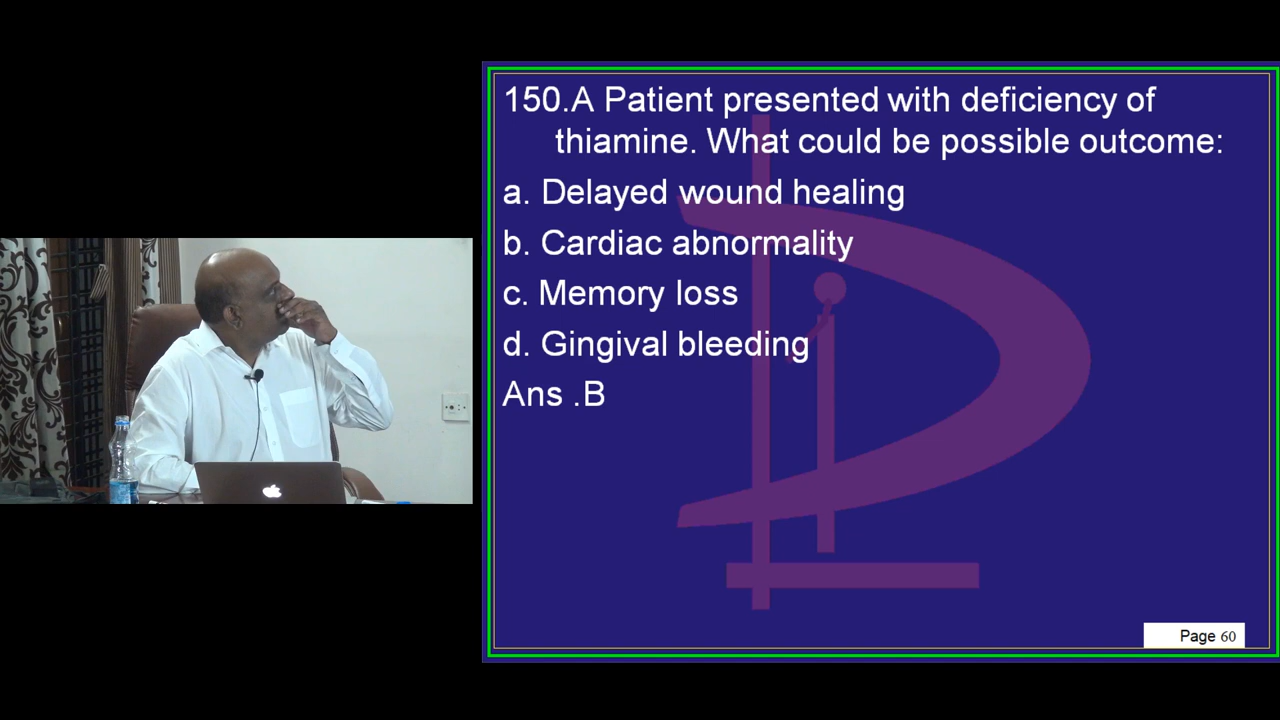 150.A Patient presented with deficiency of
thiamine. What could be possible outcome:
a. Delayed wound healing
b. Cardiac abnormality
c. Memory loss
d. Gingival bleeding
Ans .B
Page 60